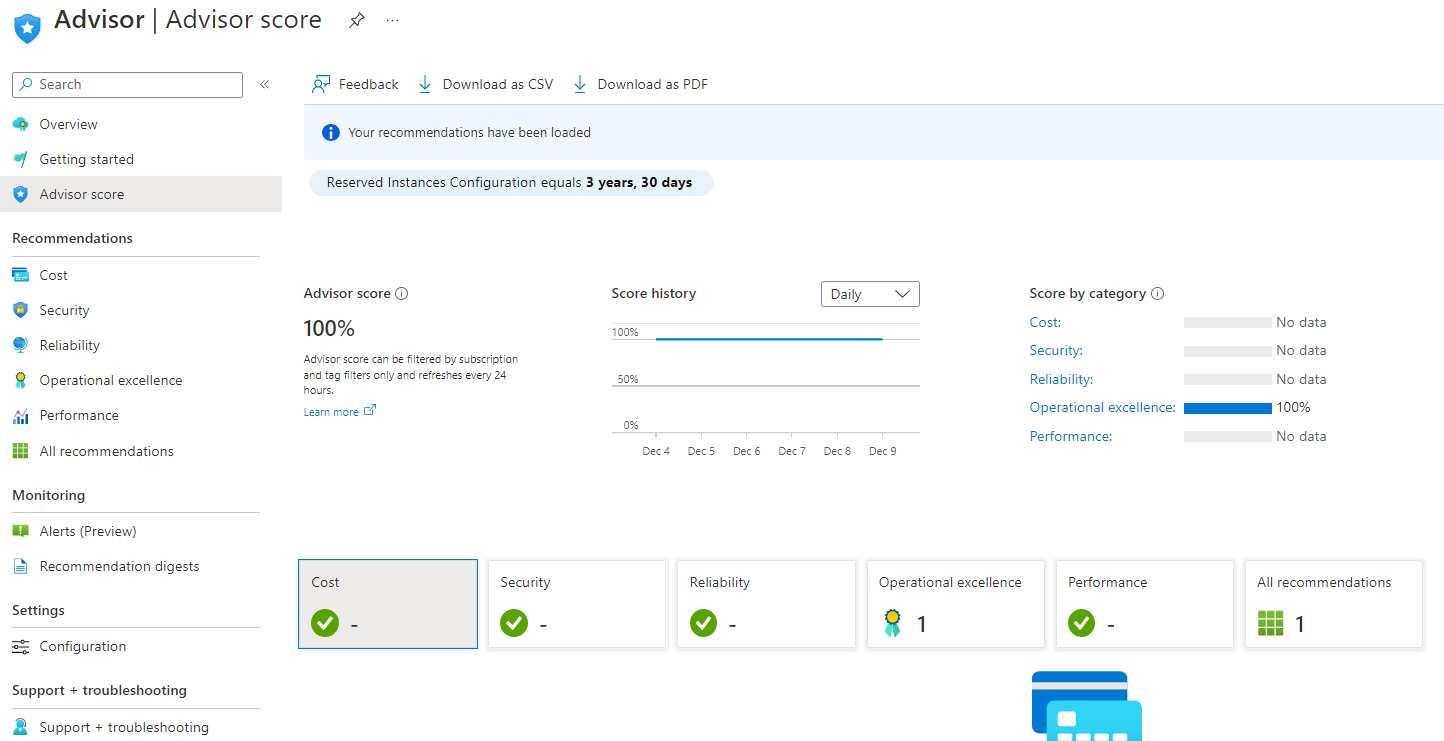 Advisor | Advisor score
Search
Overview
Getting started
Advisor score
Recommendations
Cost
Security
Reliability
Operational excellence
Performance
All recommendations
Monitoring
Alerts (Preview)
Recommendation digests
Settings
Configuration
Support + troubleshooting
Support + troubleshooting
Feedback
Download as CSV
Download as PDF
Your recommendations have been loaded
Reserved Instances Configuration equals 3 years, 30 days
Advisor score
100%
Advisor score can be filtered by subscription
and tag filters only and refreshes every 24
hours.
Learn more
Score history
Daily
100%
50%
0%
Dec 4 Dec 5 Dec 6 Dec 7 Dec 8 Dec 9
Score by category
Cost: No data
Security: No data
Reliability: No data
Operational excellence: 100%
Performance: No data
Cost
-
Security
-
Reliability
-
Operational excellence
1
Performance
-
All recommendations
1